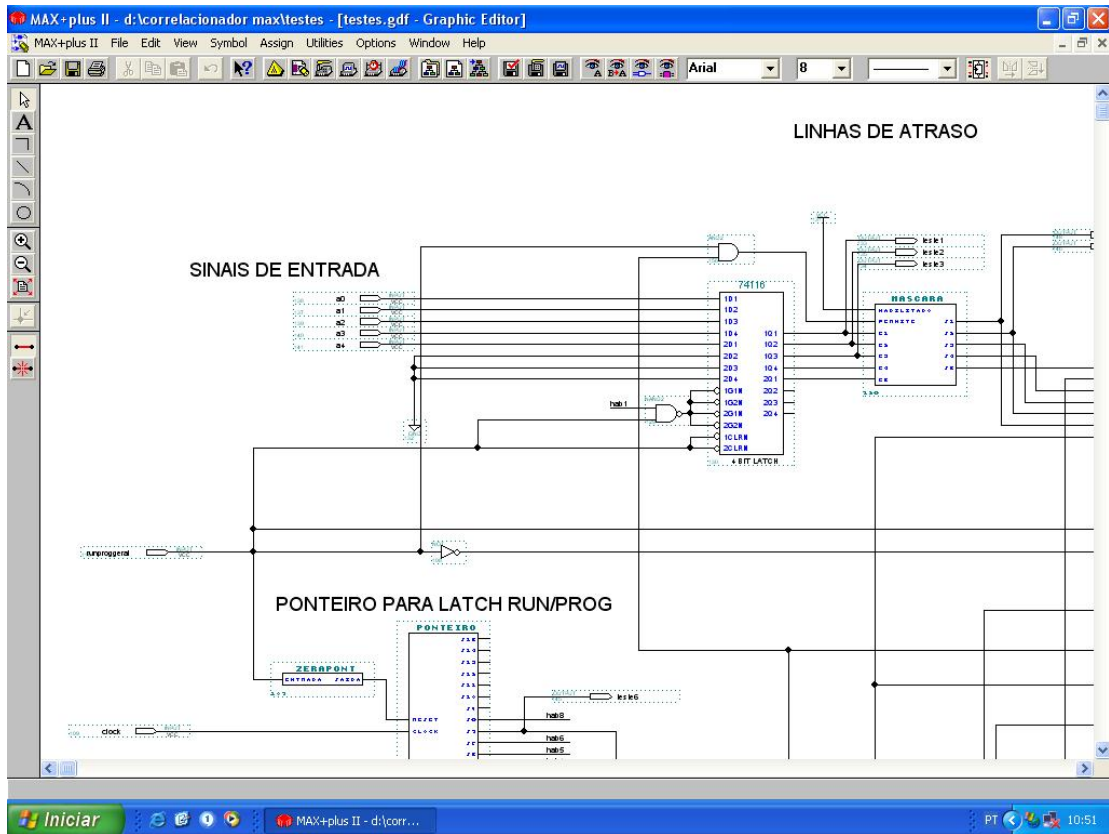 MAX+plus II - d:\correlacionador max\testes - [testes.gdf - Graphic Editor]
MAX+plus II File Edit View Symbol Assign Utilities Options Window Help
Arial 8
LINHAS DE ATRASO
SINAIS DE ENTRADA
a0
a1
a2
a3
a4
teste1
teste2
teste3
74116
1D1
1D2
1D3
1D4
2D1
2D2
2D3
2D4
1G1N
1G2N
2G1N
2G2N
1CLRN
2CLRN
1Q1
1Q2
1Q3
1Q4
2Q1
2Q2
2Q3
2Q4
4 BIT LATCH
MASCARA
HABILITADO
PERMITE
hab1
runproggeral
PONTEIRO PARA LATCH RUN/PROG
PONTEIRO
ZERAPONT
ENTRADA SAIDA
RESET
CLOCK
clock
teste6
hab8
hab6
hab5
Iniciar
MAX+plus II - d:\corr...
PT
10:51